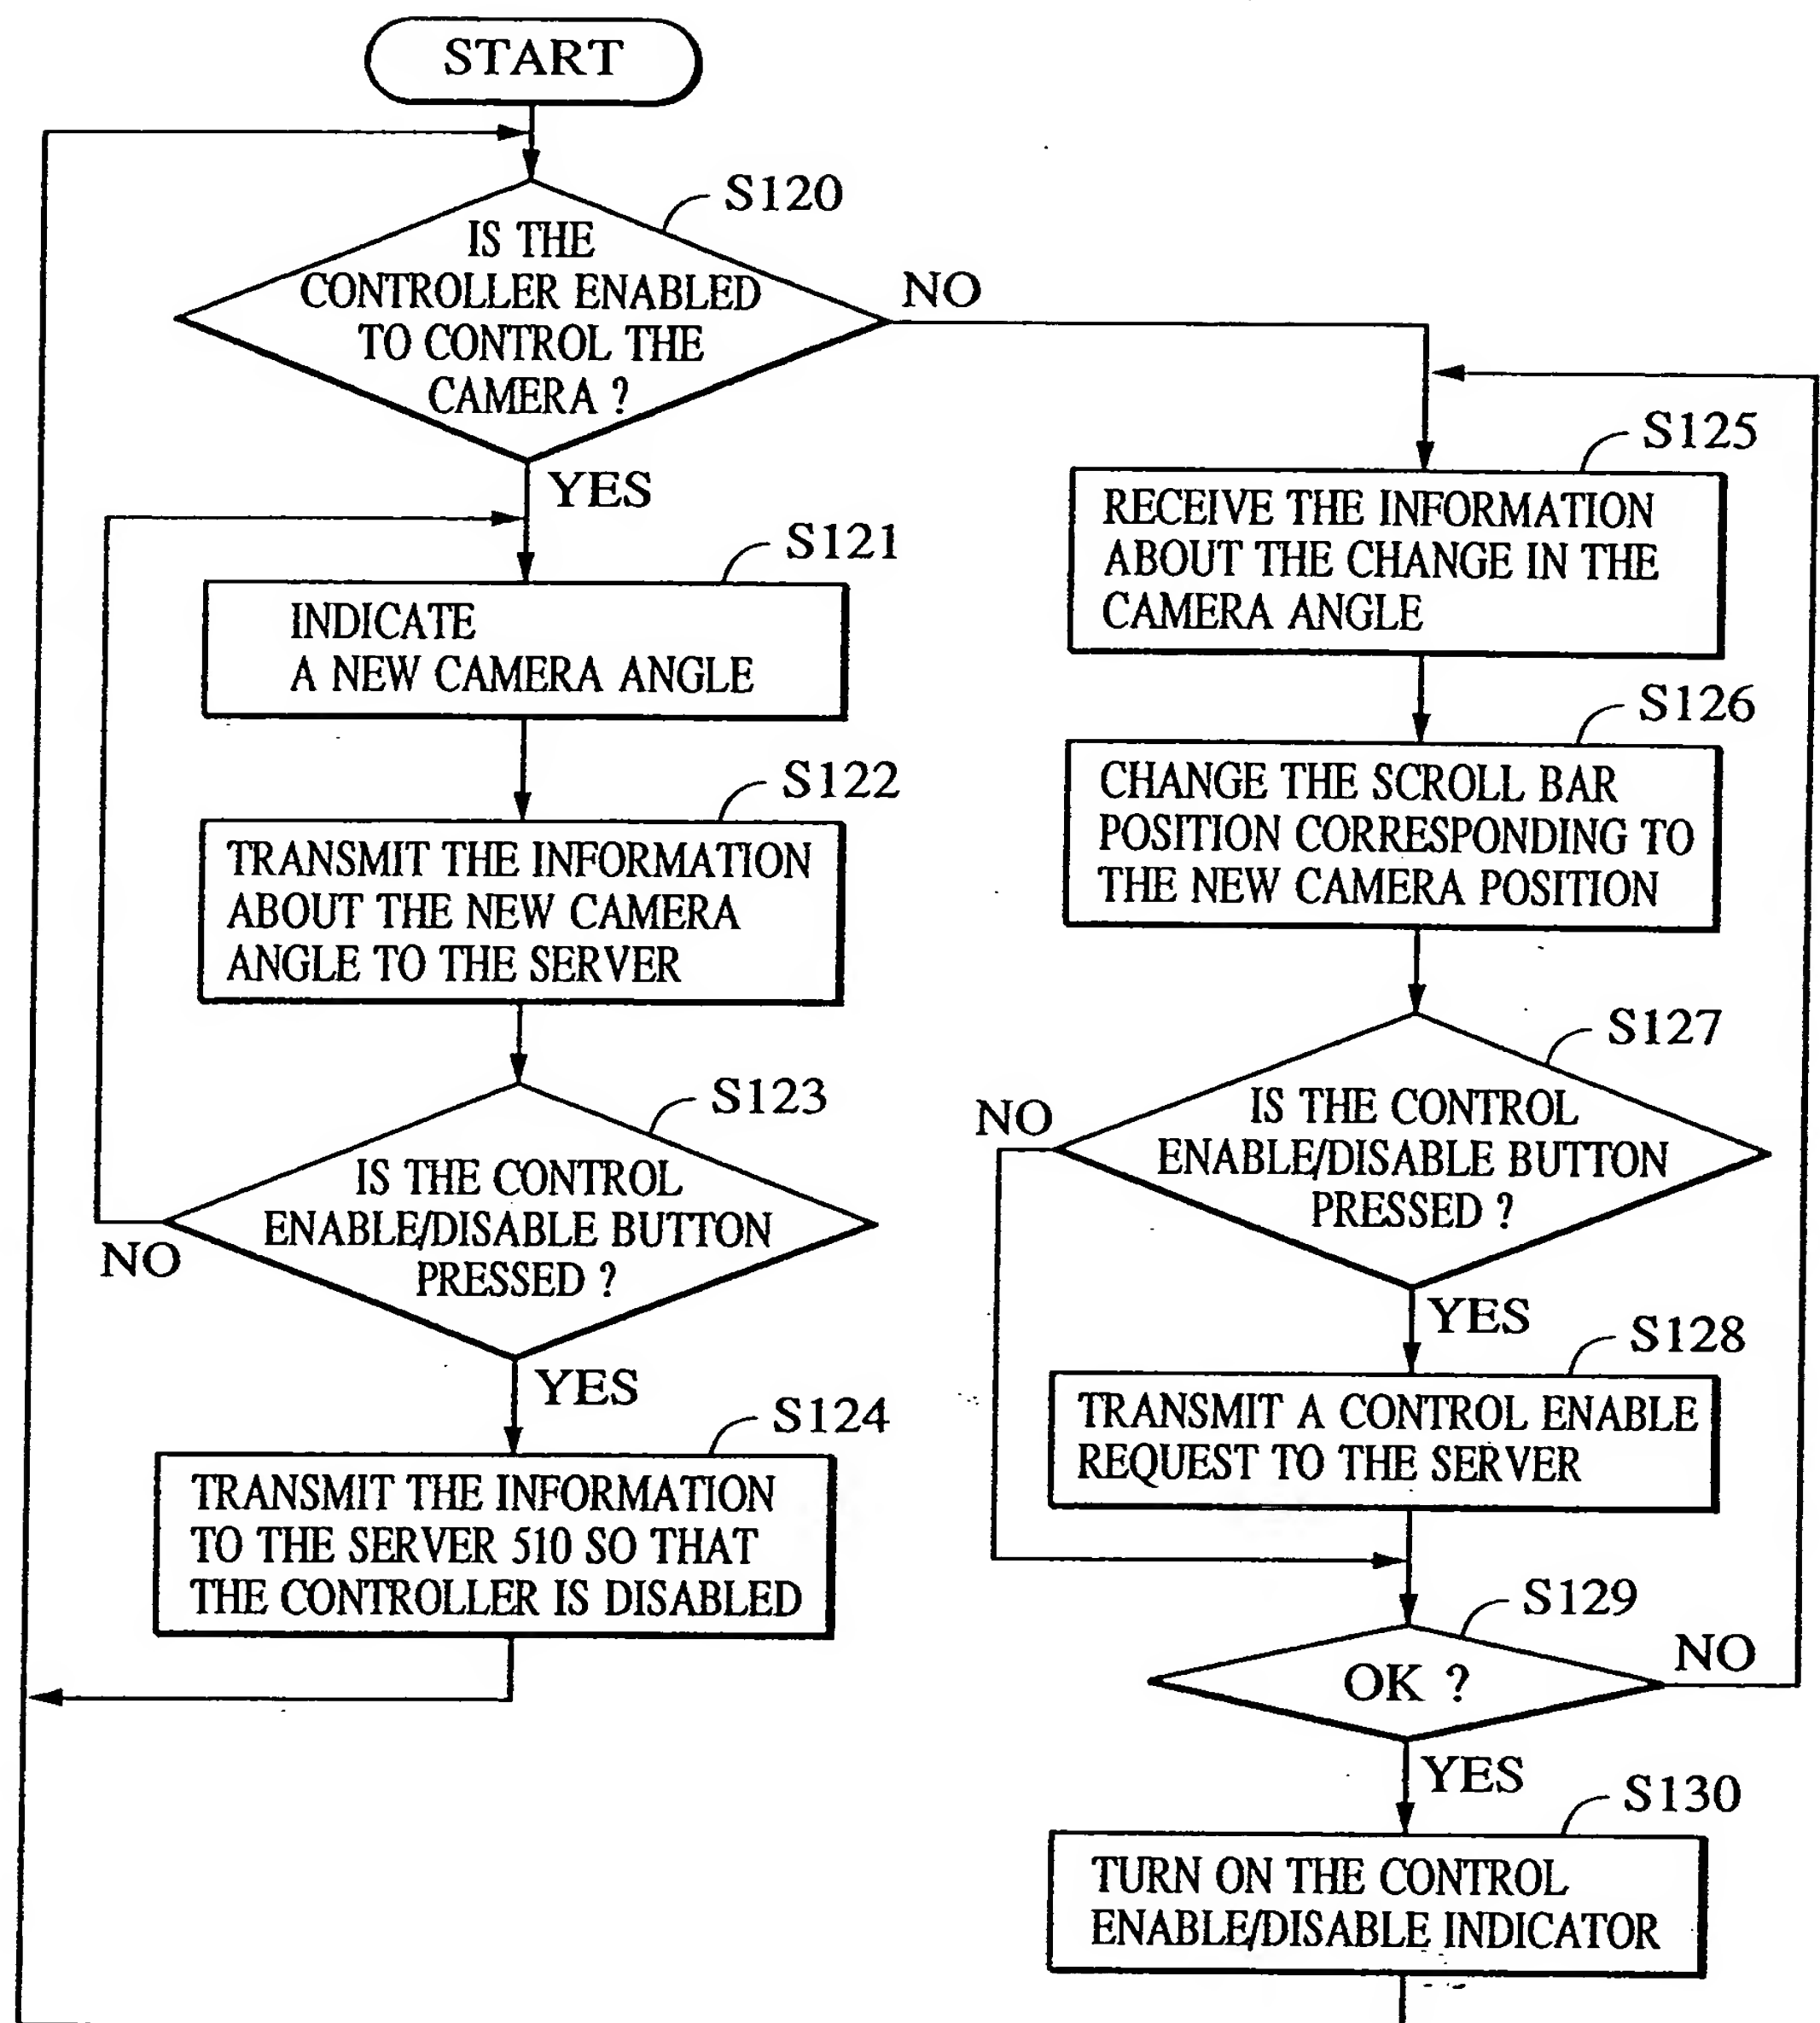 START
S120
IS THE
CONTROLLER ENABLED
TO CONTROL THE
CAMERA ?
NO
YES
S121
INDICATE
A NEW CAMERA ANGLE
S122
TRANSMIT THE INFORMATION
ABOUT THE NEW CAMERA
ANGLE TO THE SERVER
S123
IS THE CONTROL
ENABLE/DISABLE BUTTON
PRESSED ?
NO
YES
S124
TRANSMIT THE INFORMATION
TO THE SERVER 510 SO THAT
THE CONTROLLER IS DISABLED
S125
RECEIVE THE INFORMATION
ABOUT THE CHANGE IN THE
CAMERA ANGLE
S126
CHANGE THE SCROLL BAR
POSITION CORRESPONDING TO
THE NEW CAMERA POSITION
S127
NO
IS THE CONTROL
ENABLE/DISABLE BUTTON
PRESSED ?
YES
S128
TRANSMIT A CONTROL ENABLE
REQUEST TO THE SERVER
S129
OK ?
NO
YES
S130
TURN ON THE CONTROL
ENABLE/DISABLE INDICATOR